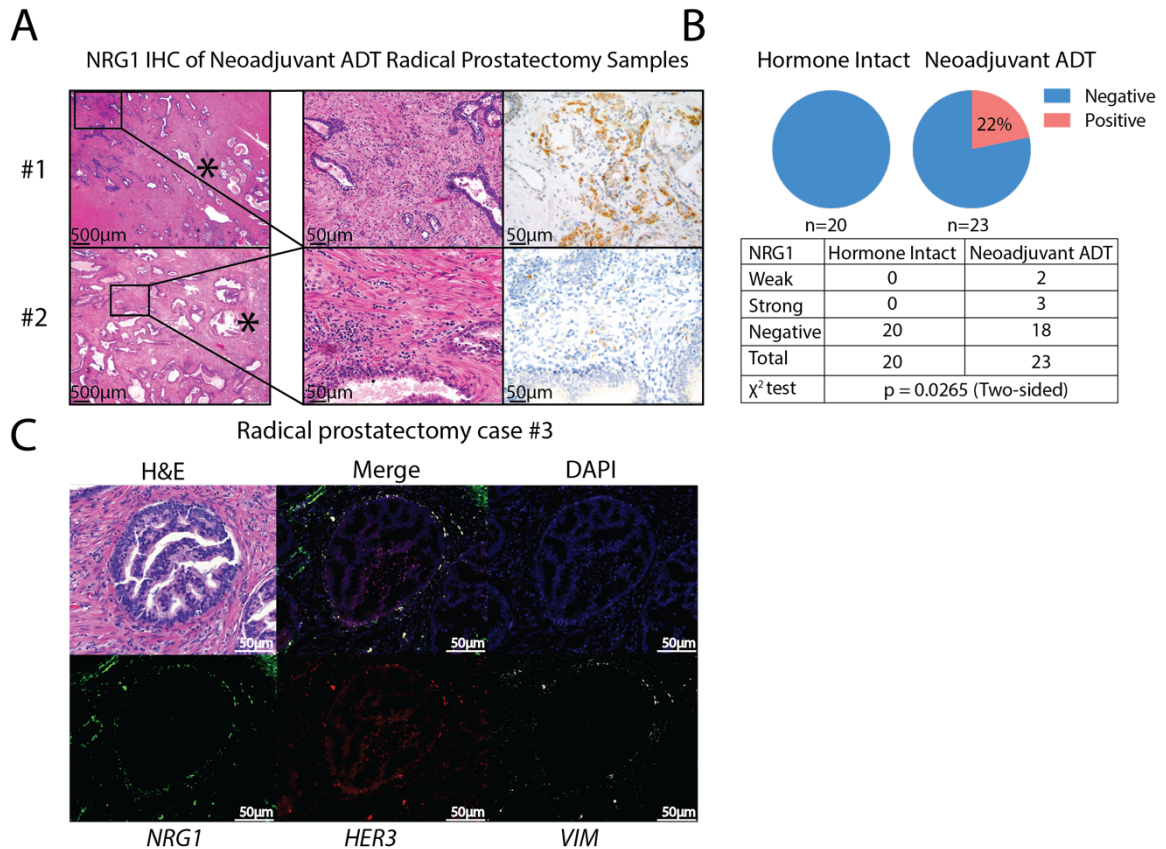 A
NRG1 IHC of Neoadjuvant ADT Radical Prostatectomy Samples
#1
500µm
50µm
50µm
#2
500µm
50µm
50µm
B
Hormone Intact Neoadjuvant ADT
Negative
Positive
22%
n=20 n=23
NRG1 Hormone Intact Neoadjuvant ADT
Weak 0 2
Strong 0 3
Negative 20 18
Total 20 23
χ² test p = 0.0265 (Two-sided)
C
Radical prostatectomy case #3
H&E Merge DAPI
50µm 50µm 50µm
50µm 50µm 50µm
NRG1 HER3 VIM